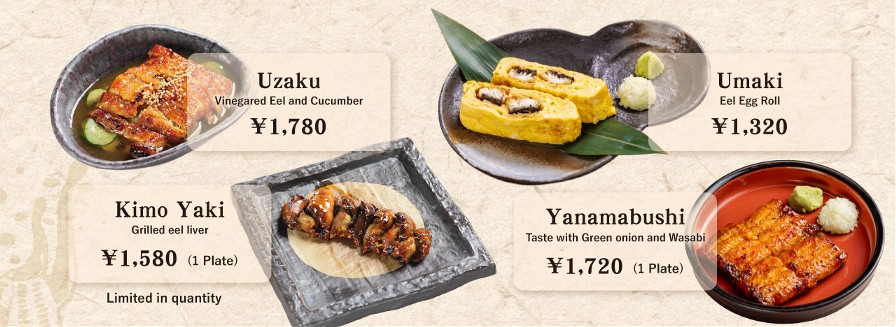 Uzaku
Vinegared Eel and Cucumber
¥1,780
Umaki
Eel Egg Roll
¥1,320
Kimo Yaki
Grilled eel liver
¥1,580 (1 Plate)
Limited in quantity
Yanamabushi
Taste with Green onion and Wasabi
¥1,720 (1 Plate)